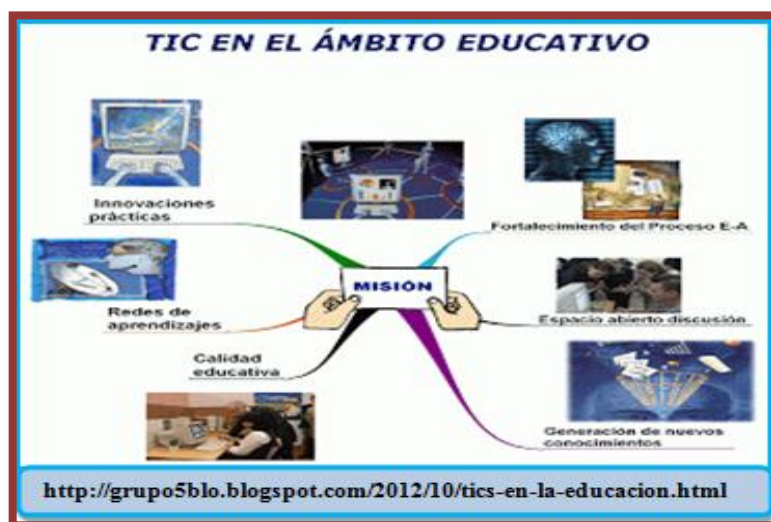 TIC EN EL ÁMBITO EDUCATIVO
Innovaciones
prácticas
Fortalecimiento del Proceso E-A
MISIÓN
Redes de
aprendizajes
Espacio abierto discusión
Calidad
educativa
Generación de nuevos
conocimientos
http://grupo5blo.blogspot.com/2012/10/tics-en-la-educacion.html